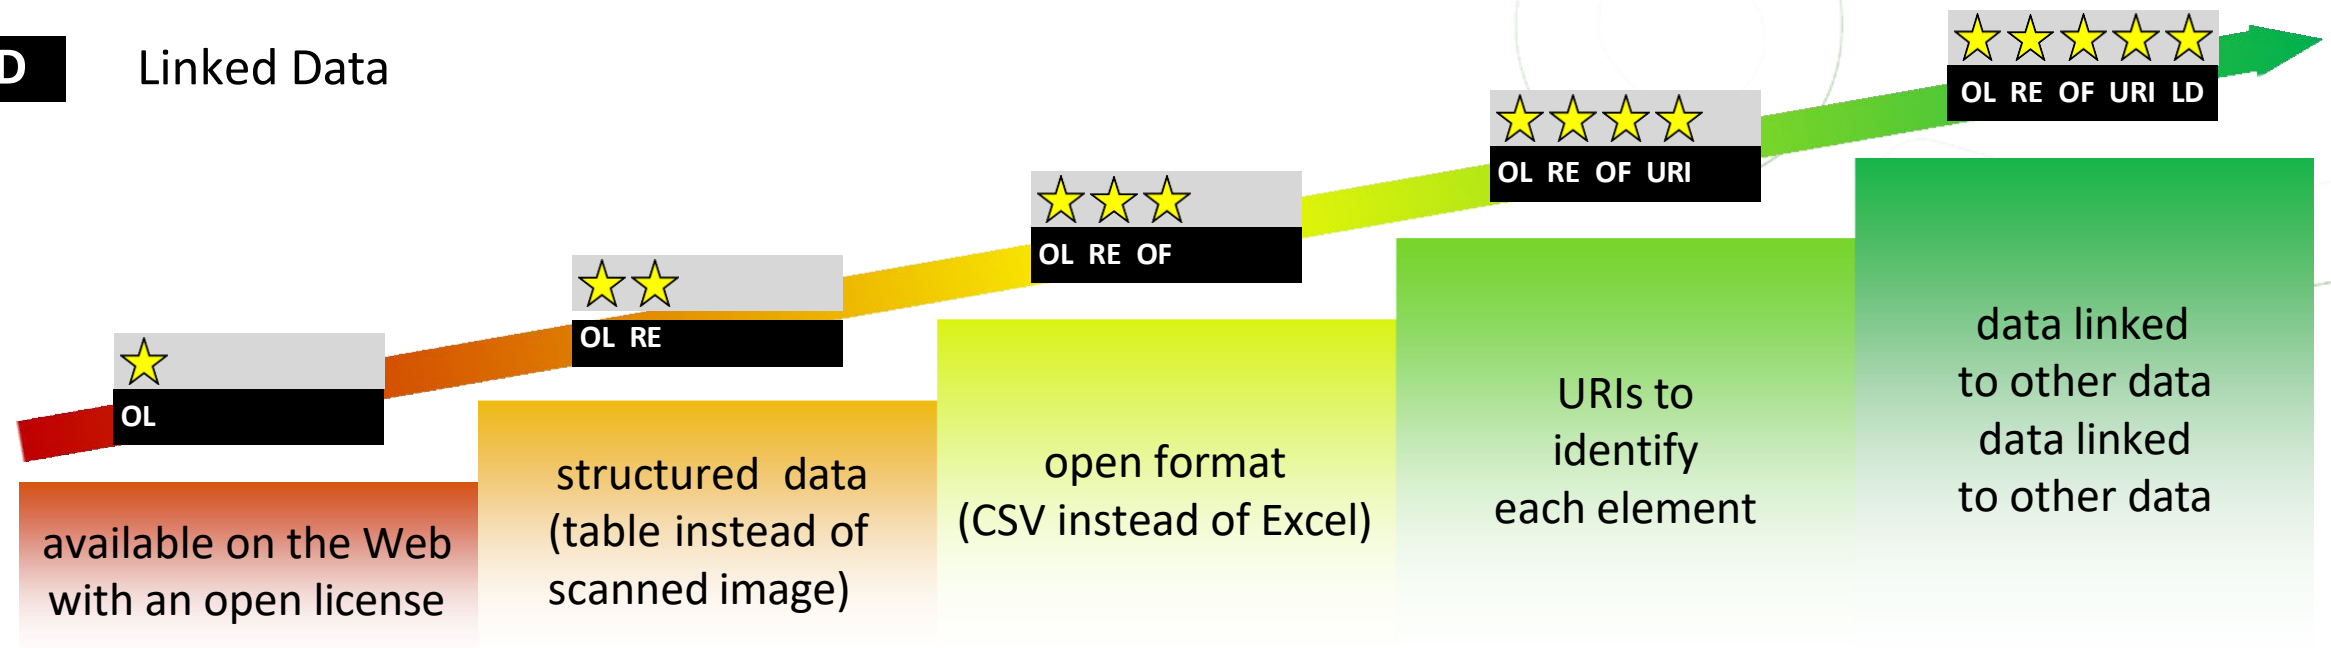 D Linked Data
OL RE OF URI LD
OL RE OF URI
OL RE OF
OL RE
OL
available on the Web
with an open license
structured data
(table instead of
scanned image)
open format
(CSV instead of Excel)
URIs to
identify
each element
data linked
to other data
data linked
to other data